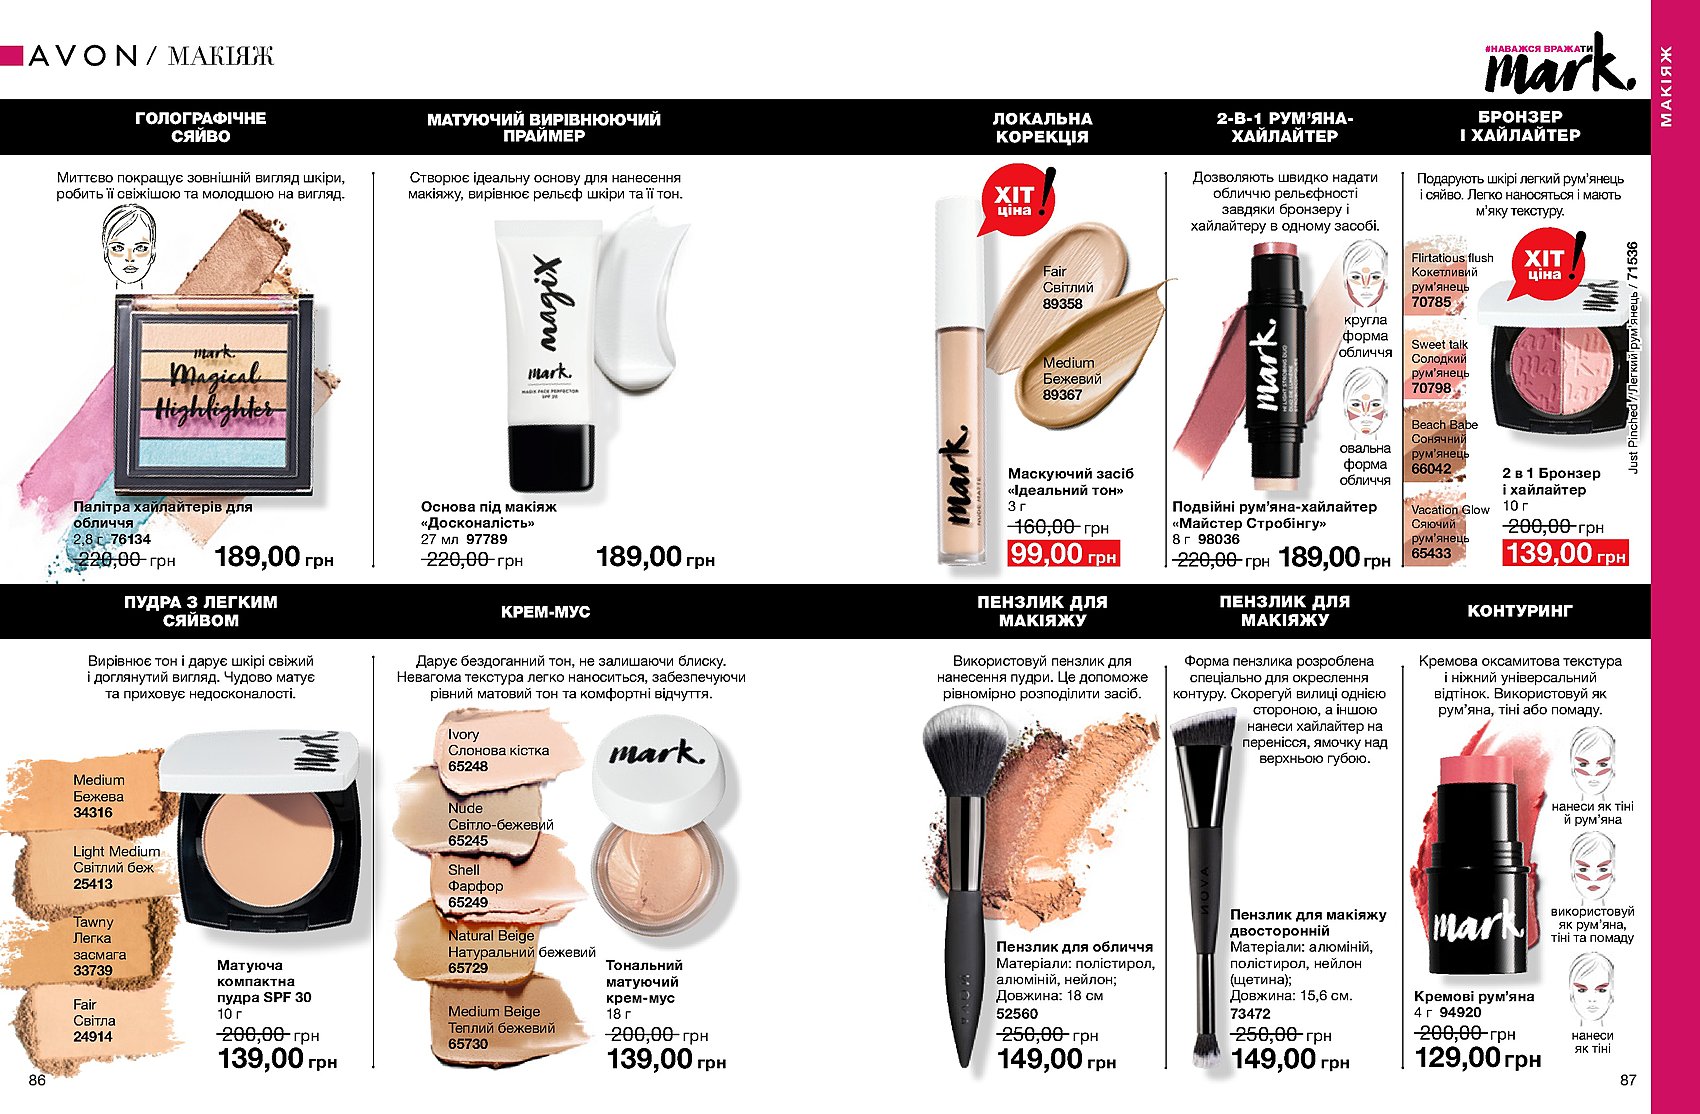 AVON / МАКІЯЖ
#НАВАЖСЯ ВРАЖАТИ
mark.
МАКІЯЖ
ГОЛОГРАФІЧНЕ
СЯЙВО
Миттєво покращує зовнішній вигляд шкіри,
робить її свіжішою та молодшою на вигляд.
mark.
Magical
Highlighter
Палітра хайлайтерів для
обличчя
2,8 г 76134
220,00 грн 189,00 грн
МАТУЮЧИЙ ВИРІВНЮЮЧИЙ
ПРАЙМЕР
Створює ідеальну основу для нанесення
макіяжу, вирівнює рельєф шкіри та її тон.
magix
mark.
MAGIX FACE PERFECTOR
SPF 20
Основа під макіяж
«Досконалість»
27 мл 97789
220,00 грн 189,00 грн
ЛОКАЛЬНА
КОРЕКЦІЯ
ХІТ
ціна!
Fair
Світлий
89358
Medium
Бежевий
89367
mark.
NUDE MATTE
Маскуючий засіб
«Ідеальний тон»
3 г
160,00 грн
99,00 грн
2-В-1 РУМ’ЯНА-
ХАЙЛАЙТЕР
Дозволяють швидко надати
обличчю рельєфності
завдяки бронзеру і
хайлайтеру в одному засобі.
mark.
кругла
форма
обличчя
овальна
форма
обличчя
Подвійні рум’яна-хайлайтер
«Майстер Стробінгу»
8 г 98036
220,00 грн 189,00 грн
БРОНЗЕР
І ХАЙЛАЙТЕР
Подарують шкірі легкий рум’янець
і сяйво. Легко наносяться і мають
м’яку текстуру.
Flirtatious flush
Кокетливий
рум’янець
70785
Sweet talk
Солодкий
рум’янець
70798
Beach Babe
Сонячний
рум’янець
66042
Vacation Glow
Сяючий
рум’янець
65433
ХІТ
ціна!
mark.
Just Pinched / Легкий рум’янець / 71536
2 в 1 Бронзер
і хайлайтер
10 г
200,00 грн
139,00 грн
ПУДРА З ЛЕГКИМ
СЯЙВОМ
Вирівнює тон і дарує шкірі свіжий
і доглянутий вигляд. Чудово матує
та приховує недосконалості.
mark.
Medium
Бежева
34316
Light Medium
Світлий беж
25413
Tawny
Легка
засмага
33739
Fair
Світла
24914
Матуюча
компактна
пудра SPF 30
10 г
200,00 грн
139,00 грн
КРЕМ-МУС
Дарує бездоганний тон, не залишаючи блиску.
Невагома текстура легко наноситься, забезпечуючи
рівний матовий тон та комфортні відчуття.
Ivory
Слонова кістка
65248
Nude
Світло-бежевий
65245
Shell
Фарфор
65249
Natural Beige
Натуральний бежевий
65729
Medium Beige
Теплий бежевий
65730
mark.
Тональний
матуючий
крем-мус
18 г
200,00 грн
139,00 грн
ПЕНЗЛИК ДЛЯ
МАКІЯЖУ
Використовуй пензлик для
нанесення пудри. Це допоможе
рівномірно розподілити засіб.
AVON
Пензлик для обличчя
Матеріали: полістирол,
алюміній, нейлон;
Довжина: 18 см
52560
250,00 грн
149,00 грн
ПЕНЗЛИК ДЛЯ
МАКІЯЖУ
Форма пензлика розроблена
спеціально для окреслення
контуру. Скорегуй вилиці однією
стороною, а іншою
нанеси хайлайтер на
перенісся, ямочку над
верхньою губою.
AVON
Пензлик для макіяжу
двосторонній
Матеріали: алюміній,
полістирол, нейлон
(щетина);
Довжина: 15,6 см.
73472
250,00 грн
149,00 грн
КОНТУРИНГ
Кремова оксамитова текстура
і ніжний універсальний
відтінок. Використовуй як
рум’яна, тіні або помаду.
mark.
нанеси як тіні
й рум’яна
використовуй
як рум’яна,
тіні та помаду
нанеси
як тіні
Кремові рум’яна
4 г 94920
200,00 грн
129,00 грн
86
87